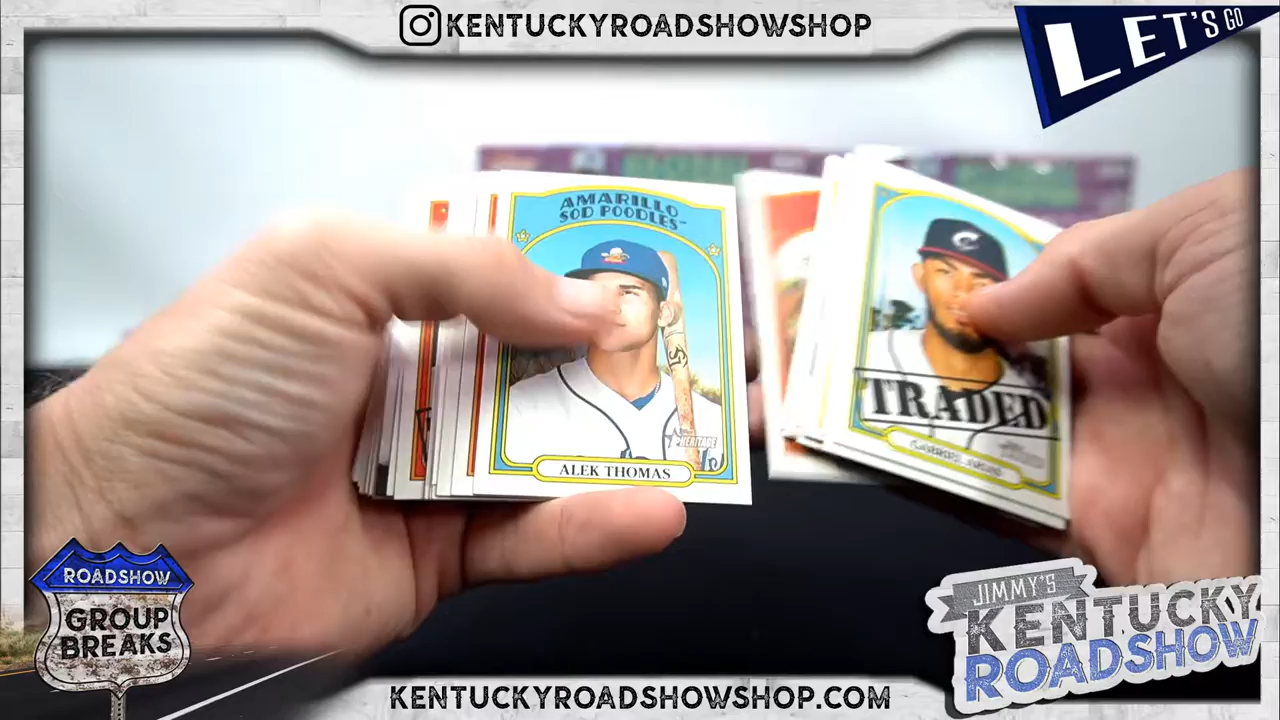 KENTUCKYROADSHOWSHOP
LET'S GO
AMARILLO
SOD POODLES
C
TRADED
HERITAGE
ALEK THOMAS
ROADSHOW
GROUP
BREAKS
JIMMY'S
KENTUCKY
ROADSHOW
KENTUCKYROADSHOWSHOP.COM